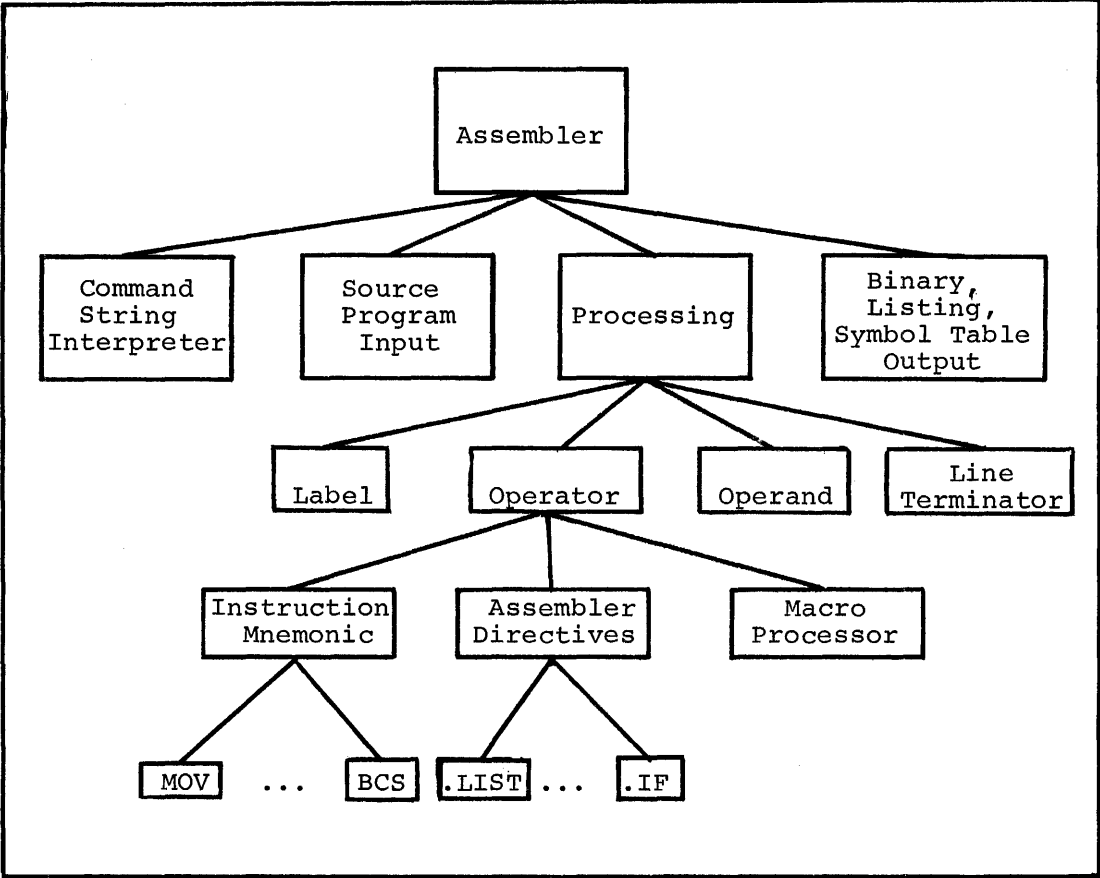 Assembler
Command
String
Interpreter
Source
Program
Input
Processing
Binary,
Listing,
Symbol Table
Output
Label
Operator
Operand
Line
Terminator
Instruction
Mnemonic
Assembler
Directives
Macro
Processor
MOV ... BCS .LIST ... .IF